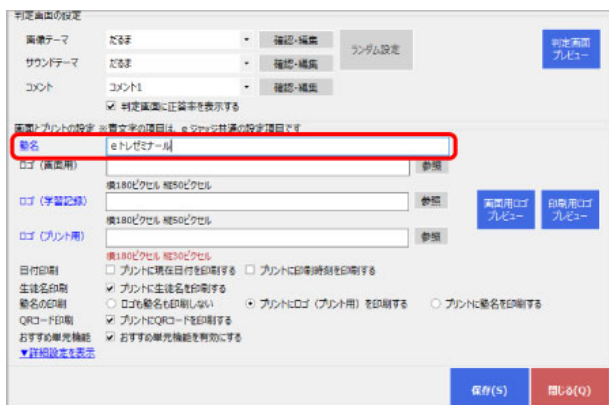 判定画面の設定
画像テーマ だるま 確認・編集 ランダム設定 判定画面プレビュー
サウンドテーマ だるま 確認・編集
コメント コメント1 確認・編集
判定画面に正答率を表示する
画面とプリントの設定 ※青文字の項目は、eジャッジ共通の設定項目です
塾名 eトレゼミナール
ロゴ（画面用） 参照
横180ピクセル 縦50ピクセル
ロゴ（学習記録） 参照 画面用ロゴプレビュー 印刷用ロゴプレビュー
横180ピクセル 縦50ピクセル
ロゴ（プリント用） 参照
横180ピクセル 縦30ピクセル
日付印刷 プリントに現在日付を印刷する プリントに印刷時刻を印刷する
生徒名印刷 プリントに生徒名を印刷する
塾名の印刷 ロゴも塾名も印刷しない プリントにロゴ（プリント用）を印刷する プリントに塾名を印刷する
QRコード印刷 プリントにQRコードを印刷する
おすすめ単元機能 おすすめ単元機能を有効にする
▼詳細設定を表示
保存(S) 閉じる(Q)